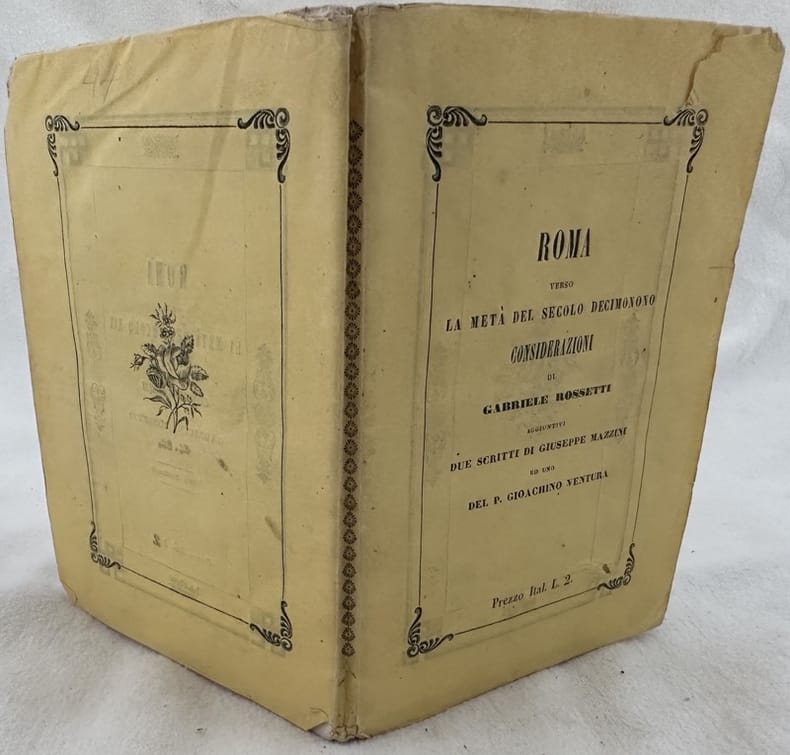 44
ROMA
VERSO
LA METÀ DEL SECOLO DECIMONONO
CONSIDERAZIONI
DI
GABRIELE ROSSETTI
AGGIUNTIVI
DUE SCRITTI DI GIUSEPPE MAZZINI
ED UNO
DEL P. GIOACHINO VENTURA
Prezzo Ital. L. 2.